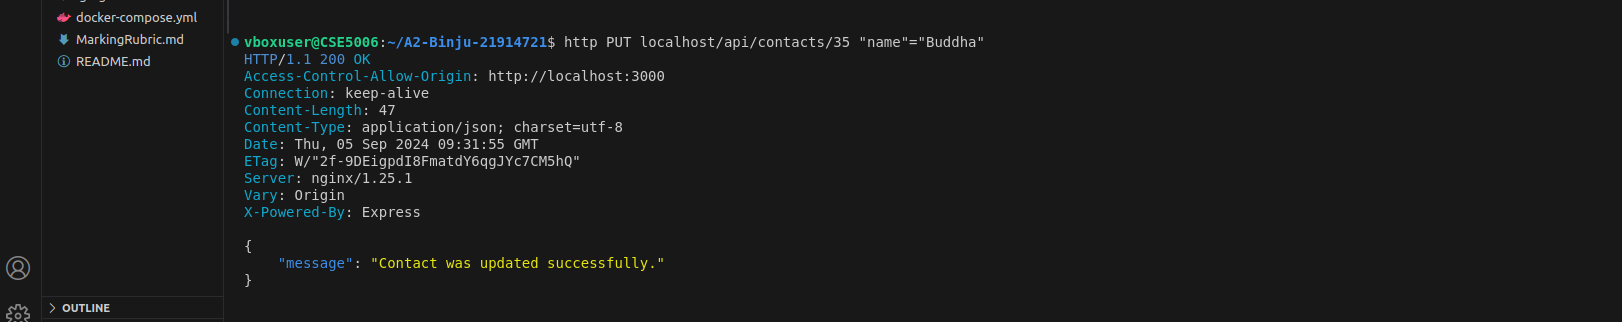 docker-compose.yml
MarkingRubric.md
README.md
OUTLINE
vboxuser@CSE5006:~/A2-Binju-21914721$ http PUT localhost/api/contacts/35 "name"="Buddha"
HTTP/1.1 200 OK
Access-Control-Allow-Origin: http://localhost:3000
Connection: keep-alive
Content-Length: 47
Content-Type: application/json; charset=utf-8
Date: Thu, 05 Sep 2024 09:31:55 GMT
ETag: W/"2f-9DEigpdI8FmatdY6qgJYc7CM5hQ"
Server: nginx/1.25.1
Vary: Origin
X-Powered-By: Express
{
"message": "Contact was updated successfully."
}